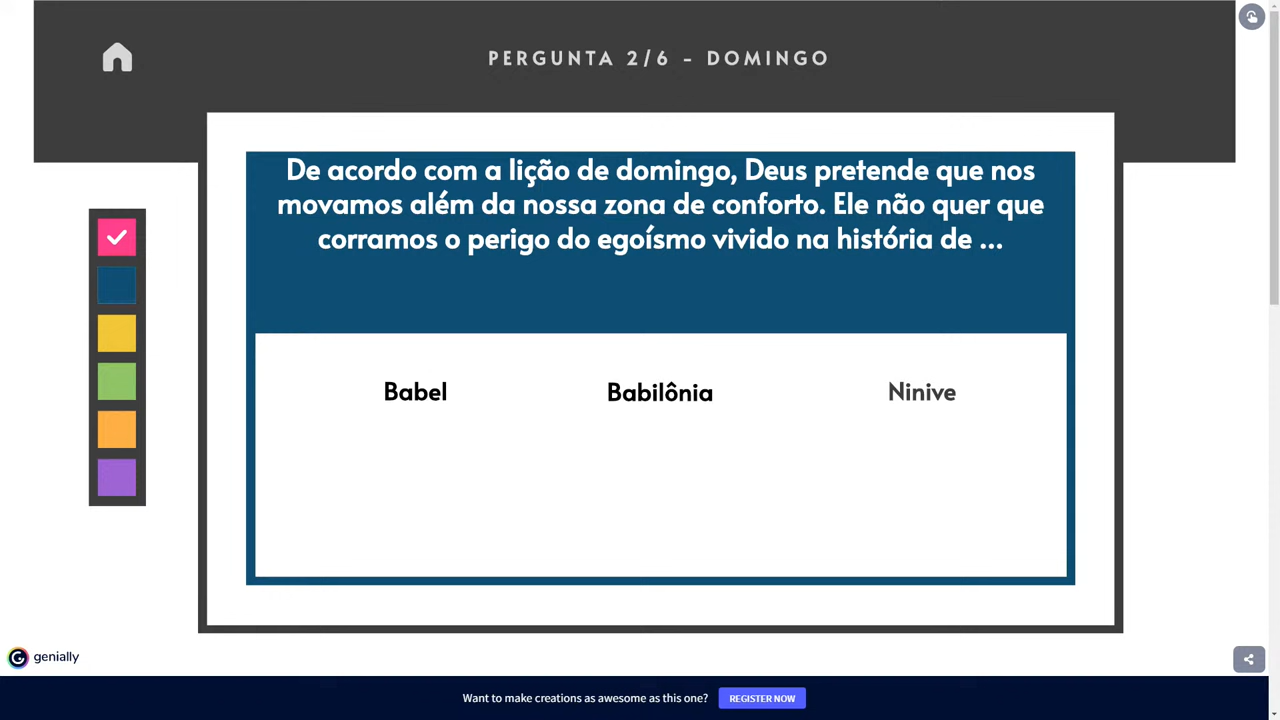 PERGUNTA 2/6 - DOMINGO
De acordo com a lição de domingo, Deus pretende que nos
movamos além da nossa zona de conforto. Ele não quer que
corramos o perigo do egoísmo vivido na história de ...
Babel
Babilônia
Ninive
genially
Want to make creations as awesome as this one?
REGISTER NOW